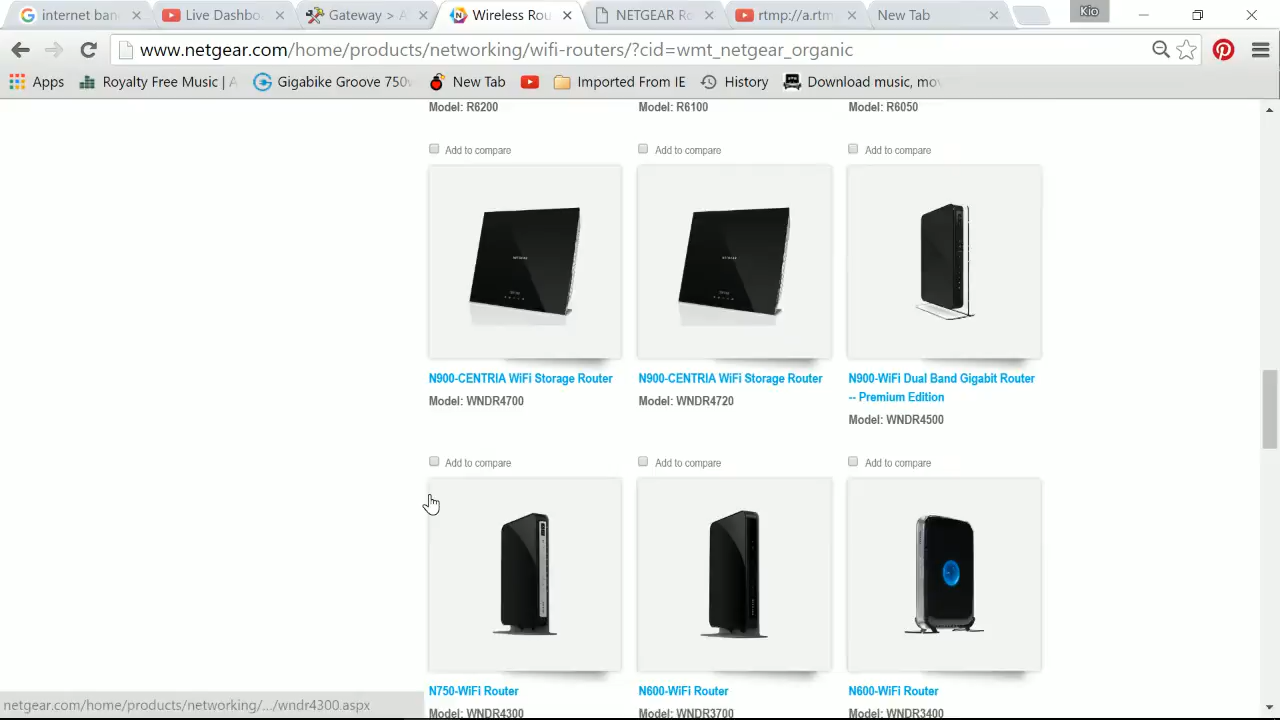 internet ban
Live Dashbo
Gateway > A
Wireless Rou
NETGEAR Ro
rtmp://a.rtm
New Tab
Kio
www.netgear.com/home/products/networking/wifi-routers/?cid=wmt_netgear_organic
Apps
Royalty Free Music | A
Gigabike Groove 750
New Tab
Imported From IE
History
Download music, mov
Model: R6200
Model: R6100
Model: R6050
Add to compare
Add to compare
Add to compare
N900-CENTRIA WiFi Storage Router
Model: WNDR4700
N900-CENTRIA WiFi Storage Router
Model: WNDR4720
N900-WiFi Dual Band Gigabit Router
-- Premium Edition
Model: WNDR4500
Add to compare
Add to compare
Add to compare
N750-WiFi Router
Model: WNDR4300
N600-WiFi Router
Model: WNDR3700
N600-WiFi Router
Model: WNDR3400
netgear.com/home/products/networking/.../wndr4300.aspx